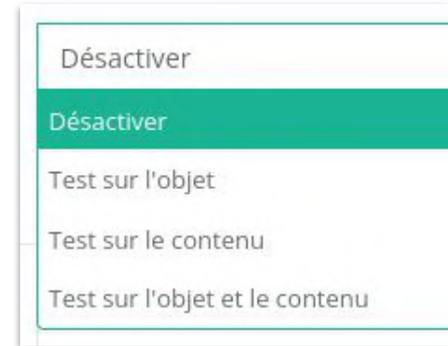 Désactiver
Désactiver
Test sur l'objet
Test sur le contenu
Test sur l'objet et le contenu